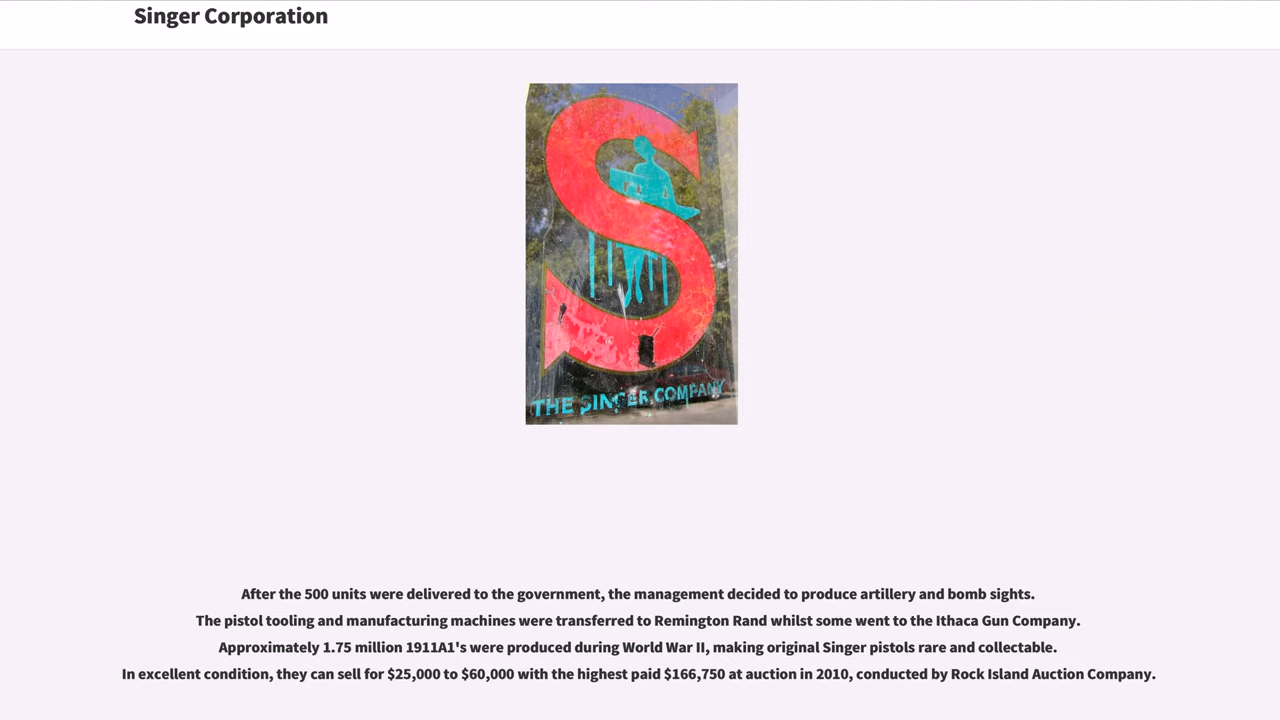 Singer Corporation
THE SINGER COMPANY
After the 500 units were delivered to the government, the management decided to produce artillery and bomb sights.
The pistol tooling and manufacturing machines were transferred to Remington Rand whilst some went to the Ithaca Gun Company.
Approximately 1.75 million 1911A1's were produced during World War II, making original Singer pistols rare and collectable.
In excellent condition, they can sell for $25,000 to $60,000 with the highest paid $166,750 at auction in 2010, conducted by Rock Island Auction Company.